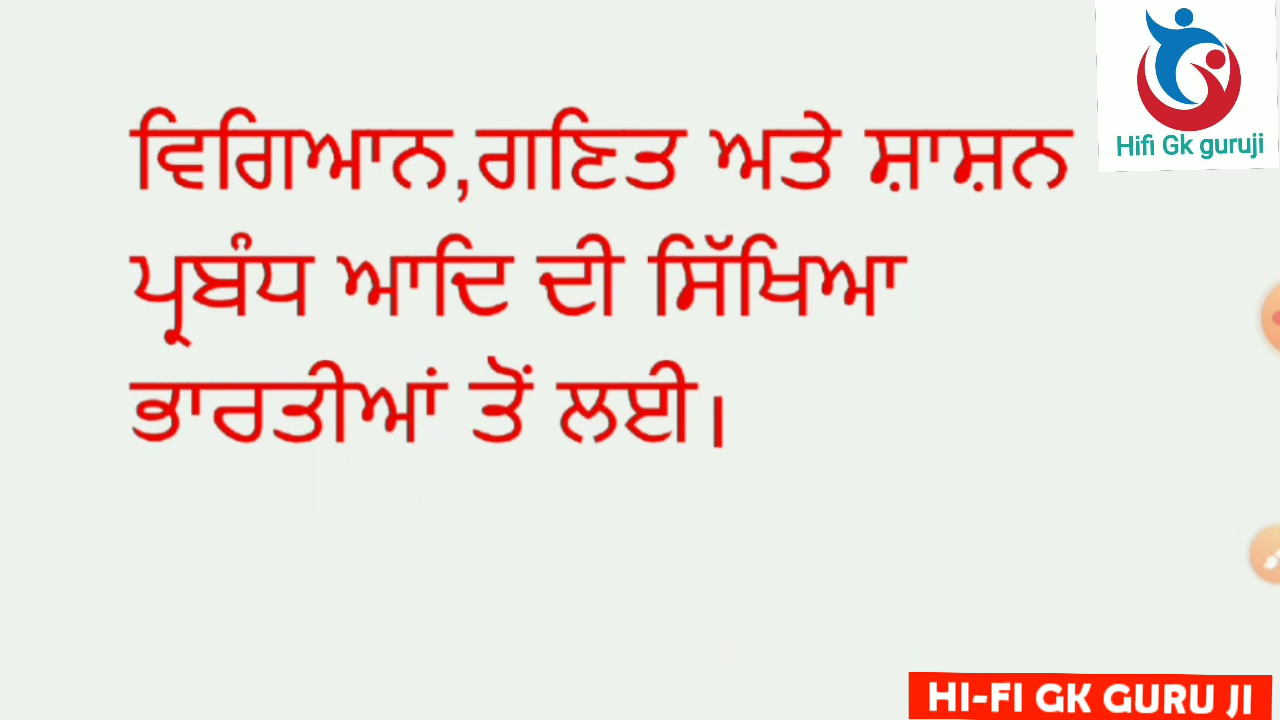 Hifi Gk guruji
ਵਿਗਿਆਨ,ਗਣਿਤ ਅਤੇ ਸ਼ਾਸ਼ਨ
ਪ੍ਰਬੰਧ ਆਦਿ ਦੀ ਸਿੱਖਿਆ
ਭਾਰਤੀਆਂ ਤੋਂ ਲਈ।
HI-FI GK GURU JI